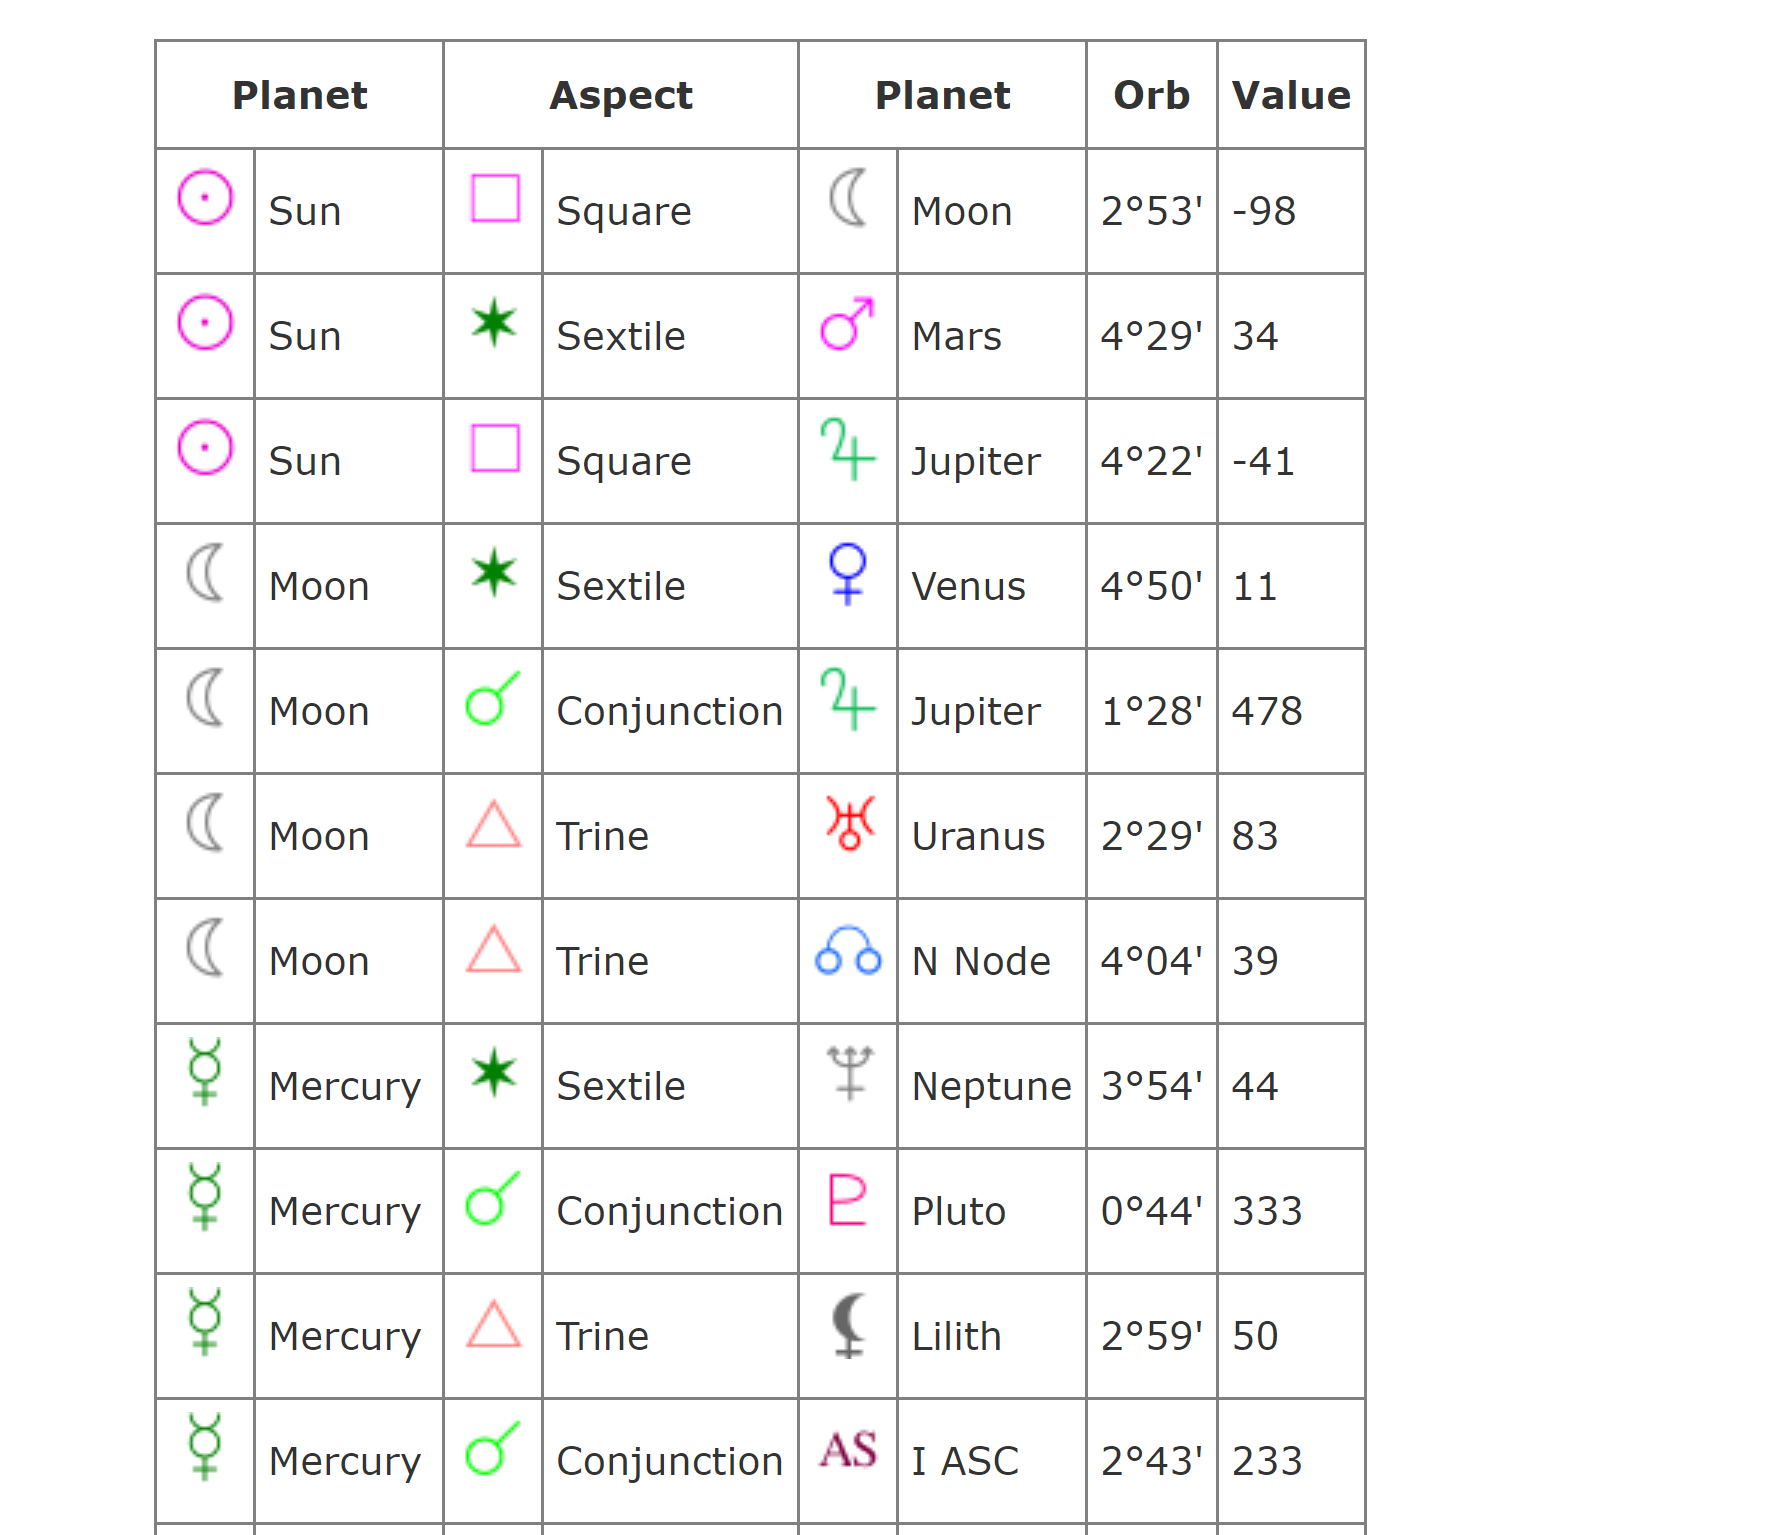 Planet Aspect Planet Orb Value
Sun Square Moon 2°53' -98
Sun Sextile Mars 4°29' 34
Sun Square Jupiter 4°22' -41
Moon Sextile Venus 4°50' 11
Moon Conjunction Jupiter 1°28' 478
Moon Trine Uranus 2°29' 83
Moon Trine N Node 4°04' 39
Mercury Sextile Neptune 3°54' 44
Mercury Conjunction Pluto 0°44' 333
Mercury Trine Lilith 2°59' 50
Mercury Conjunction AS I ASC 2°43' 233